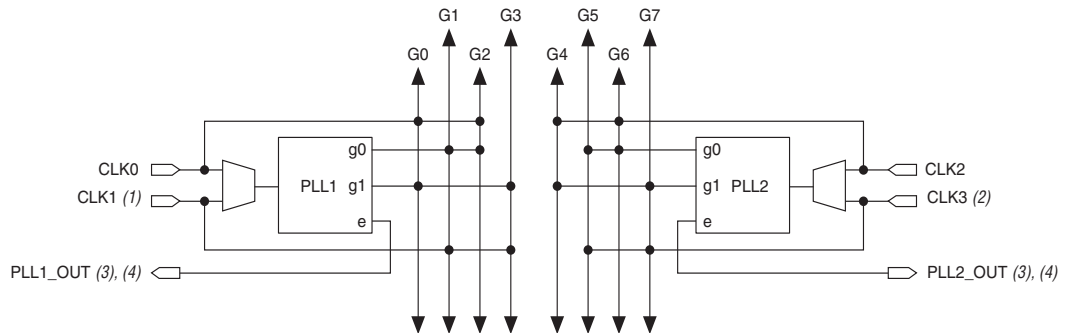 G1 G3 G5 G7
G0 G2 G4 G6
g0 g0
CLK0 CLK2
PLL1 g1 g1 PLL2
CLK1 (1) CLK3 (2)
e e
PLL1_OUT (3), (4) PLL2_OUT (3), (4)